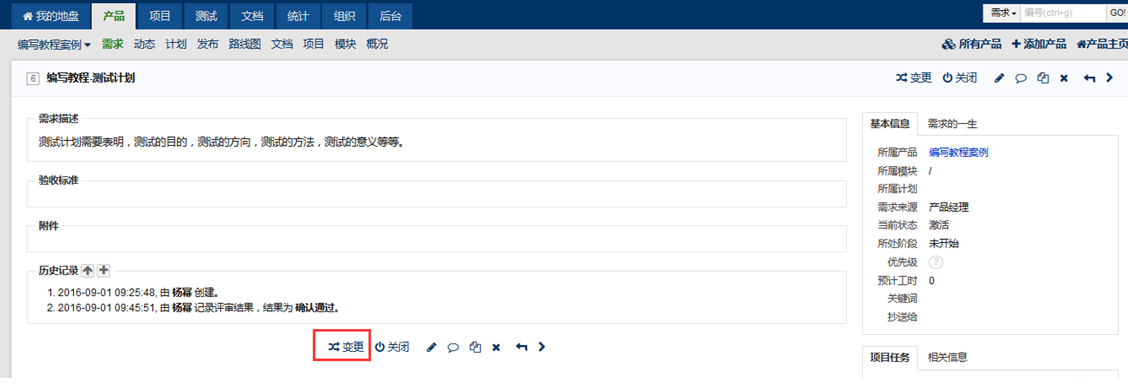 我的地盘 产品 项目 测试 文档 统计 组织 后台 需求 编号(ctrl+g) GO!
编写教程案例 需求 动态 计划 发布 路线图 文档 项目 模块 概况 所有产品 添加产品 产品主页
6 编写教程-测试计划 变更 关闭
需求描述
测试计划需要表明，测试的目的，测试的方向，测试的方法，测试的意义等等。
验收标准
附件
历史记录
1. 2016-09-01 09:25:48, 由 杨幂 创建。
2. 2016-09-01 09:45:51, 由 杨幂 记录评审结果，结果为 确认通过。
变更 关闭
基本信息 需求的一生
所属产品 编写教程案例
所属模块 /
所属计划
需求来源 产品经理
当前状态 激活
所处阶段 未开始
优先级 ?
预计工时 0
关键词
抄送给
项目任务 相关信息